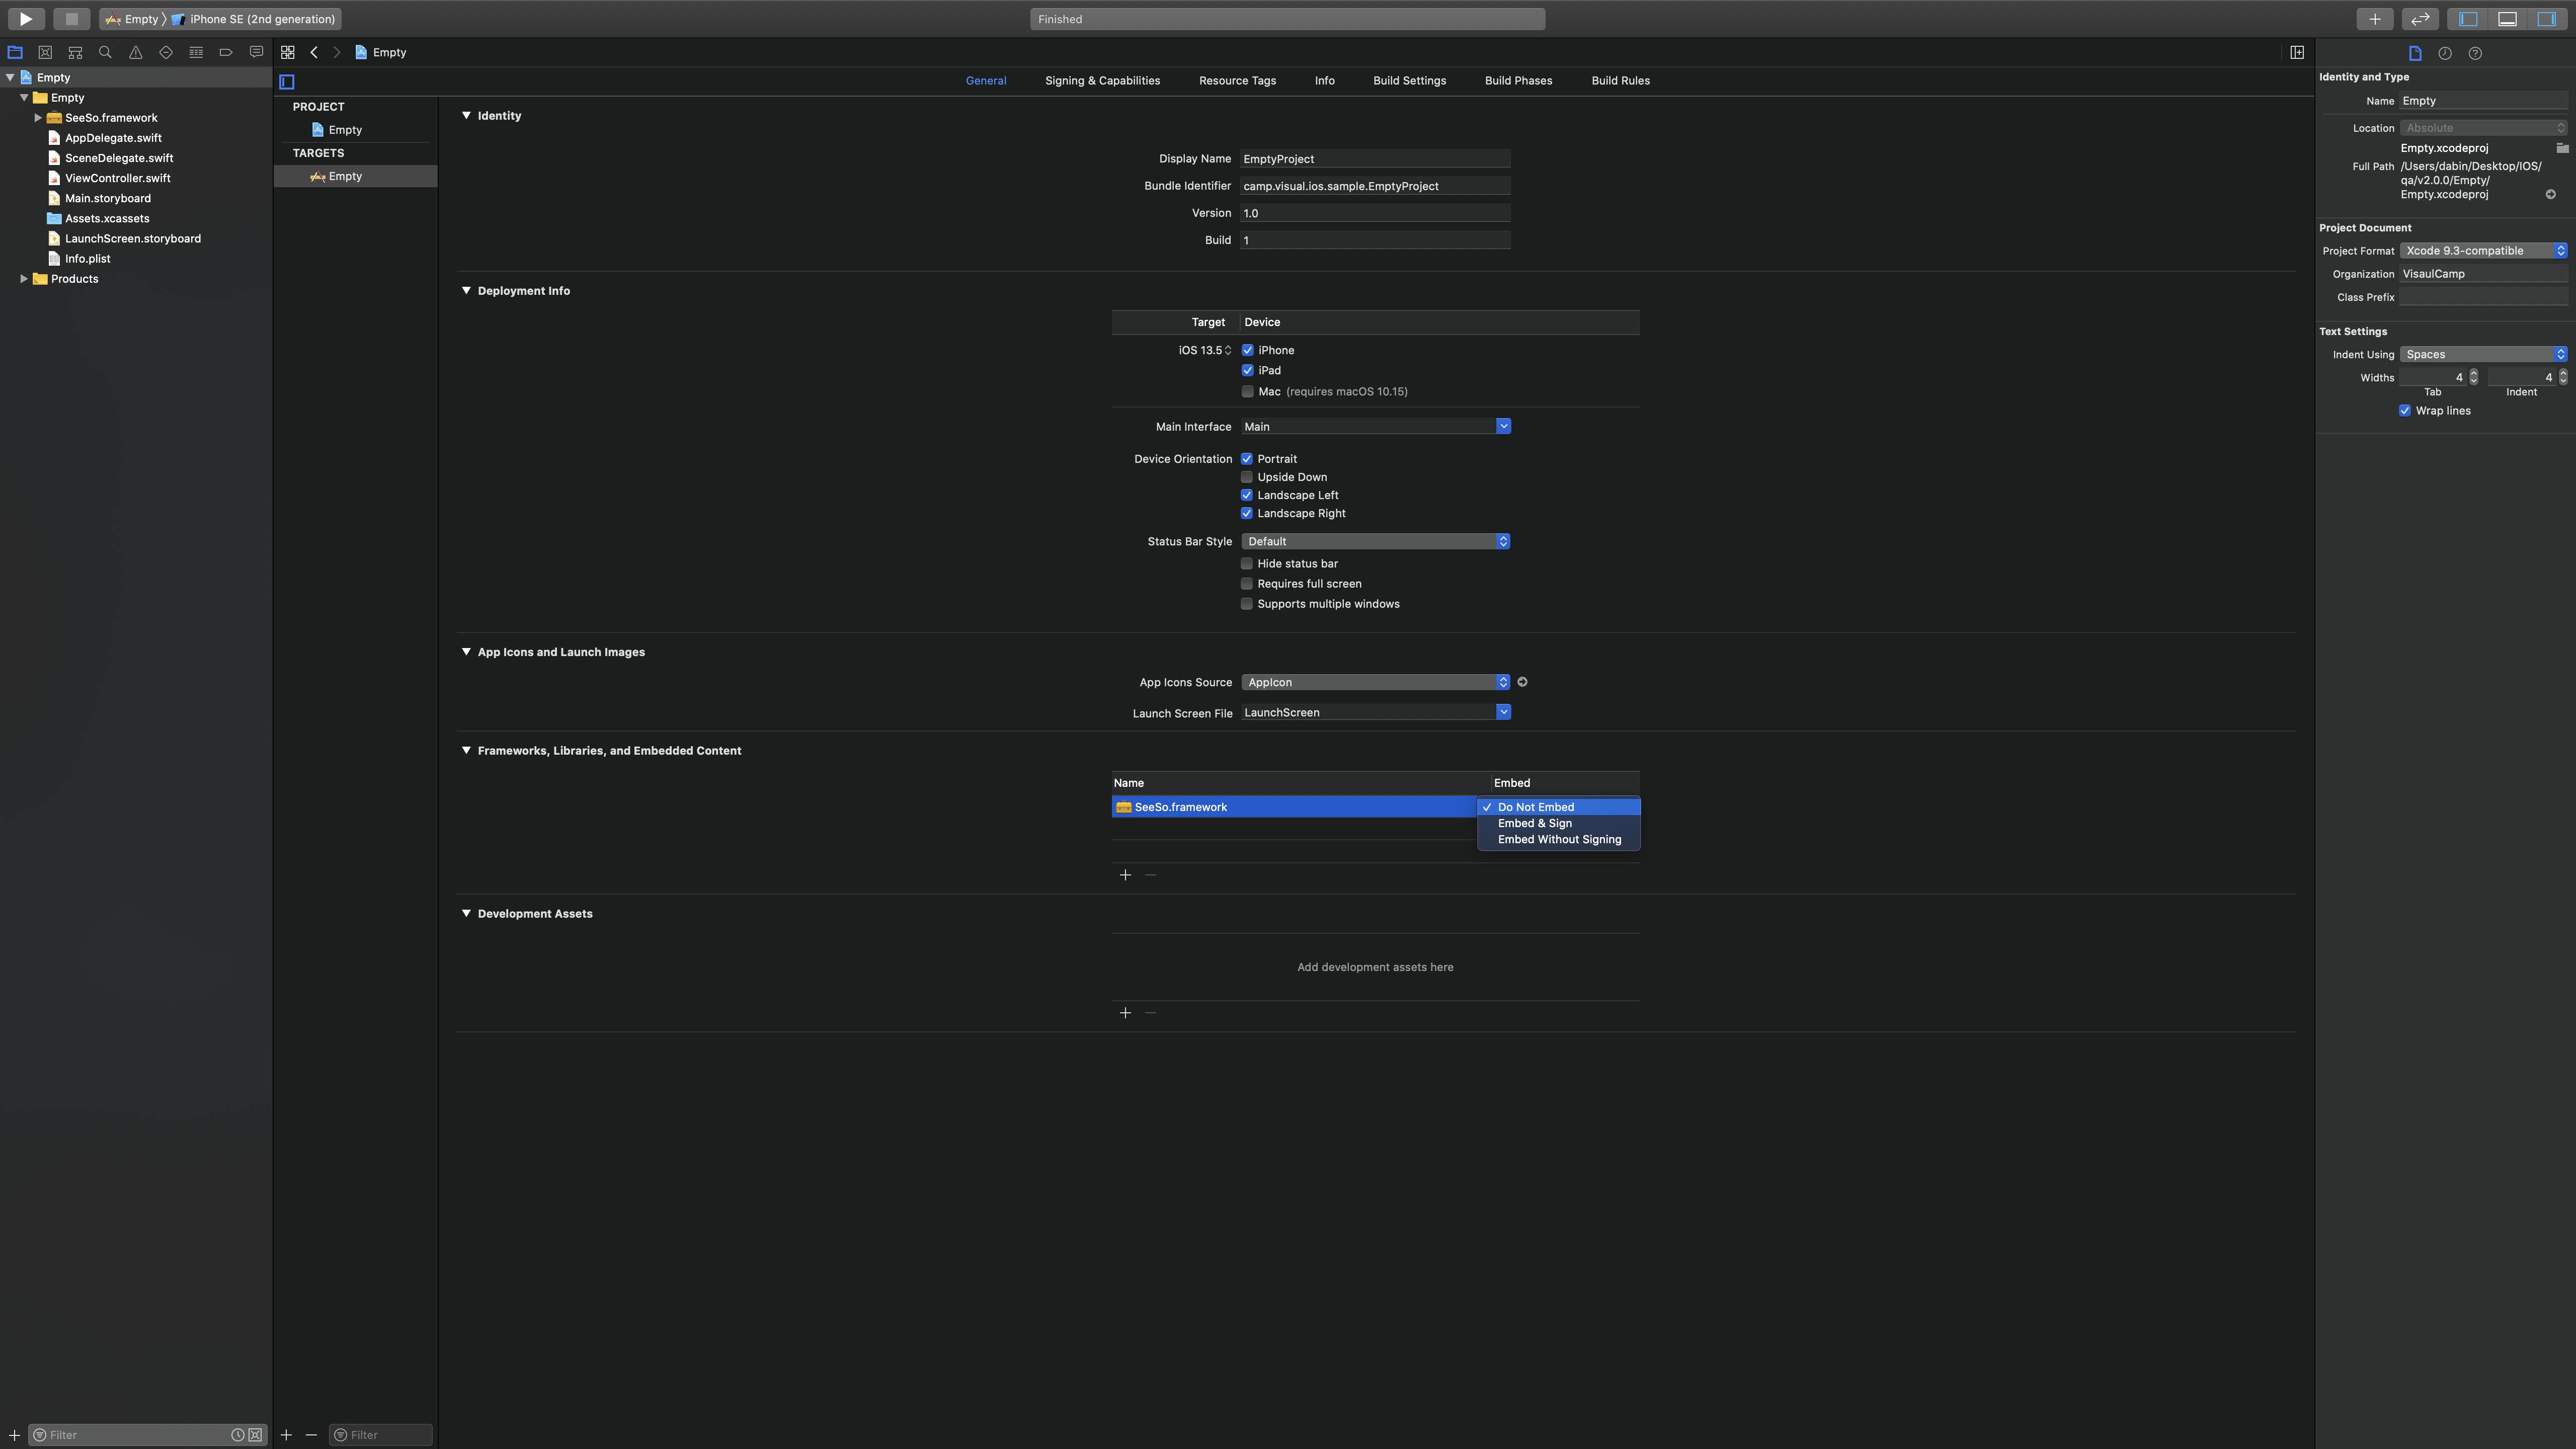 Empty
iPhone SE (2nd generation)
Finished
Empty
Empty
Empty
SeeSo.framework
AppDelegate.swift
SceneDelegate.swift
ViewController.swift
Main.storyboard
Assets.xcassets
LaunchScreen.storyboard
Info.plist
Products
Filter
General
Signing & Capabilities
Resource Tags
Info
Build Settings
Build Phases
Build Rules
PROJECT
Empty
TARGETS
Empty
Filter
Identity
Display Name EmptyProject
Bundle Identifier camp.visual.ios.sample.EmptyProject
Version 1.0
Build 1
Deployment Info
Target Device
iOS 13.5 iPhone
iPad
Mac (requires macOS 10.15)
Main Interface Main
Device Orientation Portrait
Upside Down
Landscape Left
Landscape Right
Status Bar Style Default
Hide status bar
Requires full screen
Supports multiple windows
App Icons and Launch Images
App Icons Source AppIcon
Launch Screen File LaunchScreen
Frameworks, Libraries, and Embedded Content
Name Embed
SeeSo.framework Do Not Embed
Embed & Sign
Embed Without Signing
Development Assets
Add development assets here
Identity and Type
Name Empty
Location Absolute
Empty.xcodeproj
Full Path /Users/dabin/Desktop/IOS/
qa/v2.0.0/Empty/
Empty.xcodeproj
Project Document
Project Format Xcode 9.3-compatible
Organization VisaulCamp
Class Prefix
Text Settings
Indent Using Spaces
Widths 4 4
Tab Indent
Wrap lines